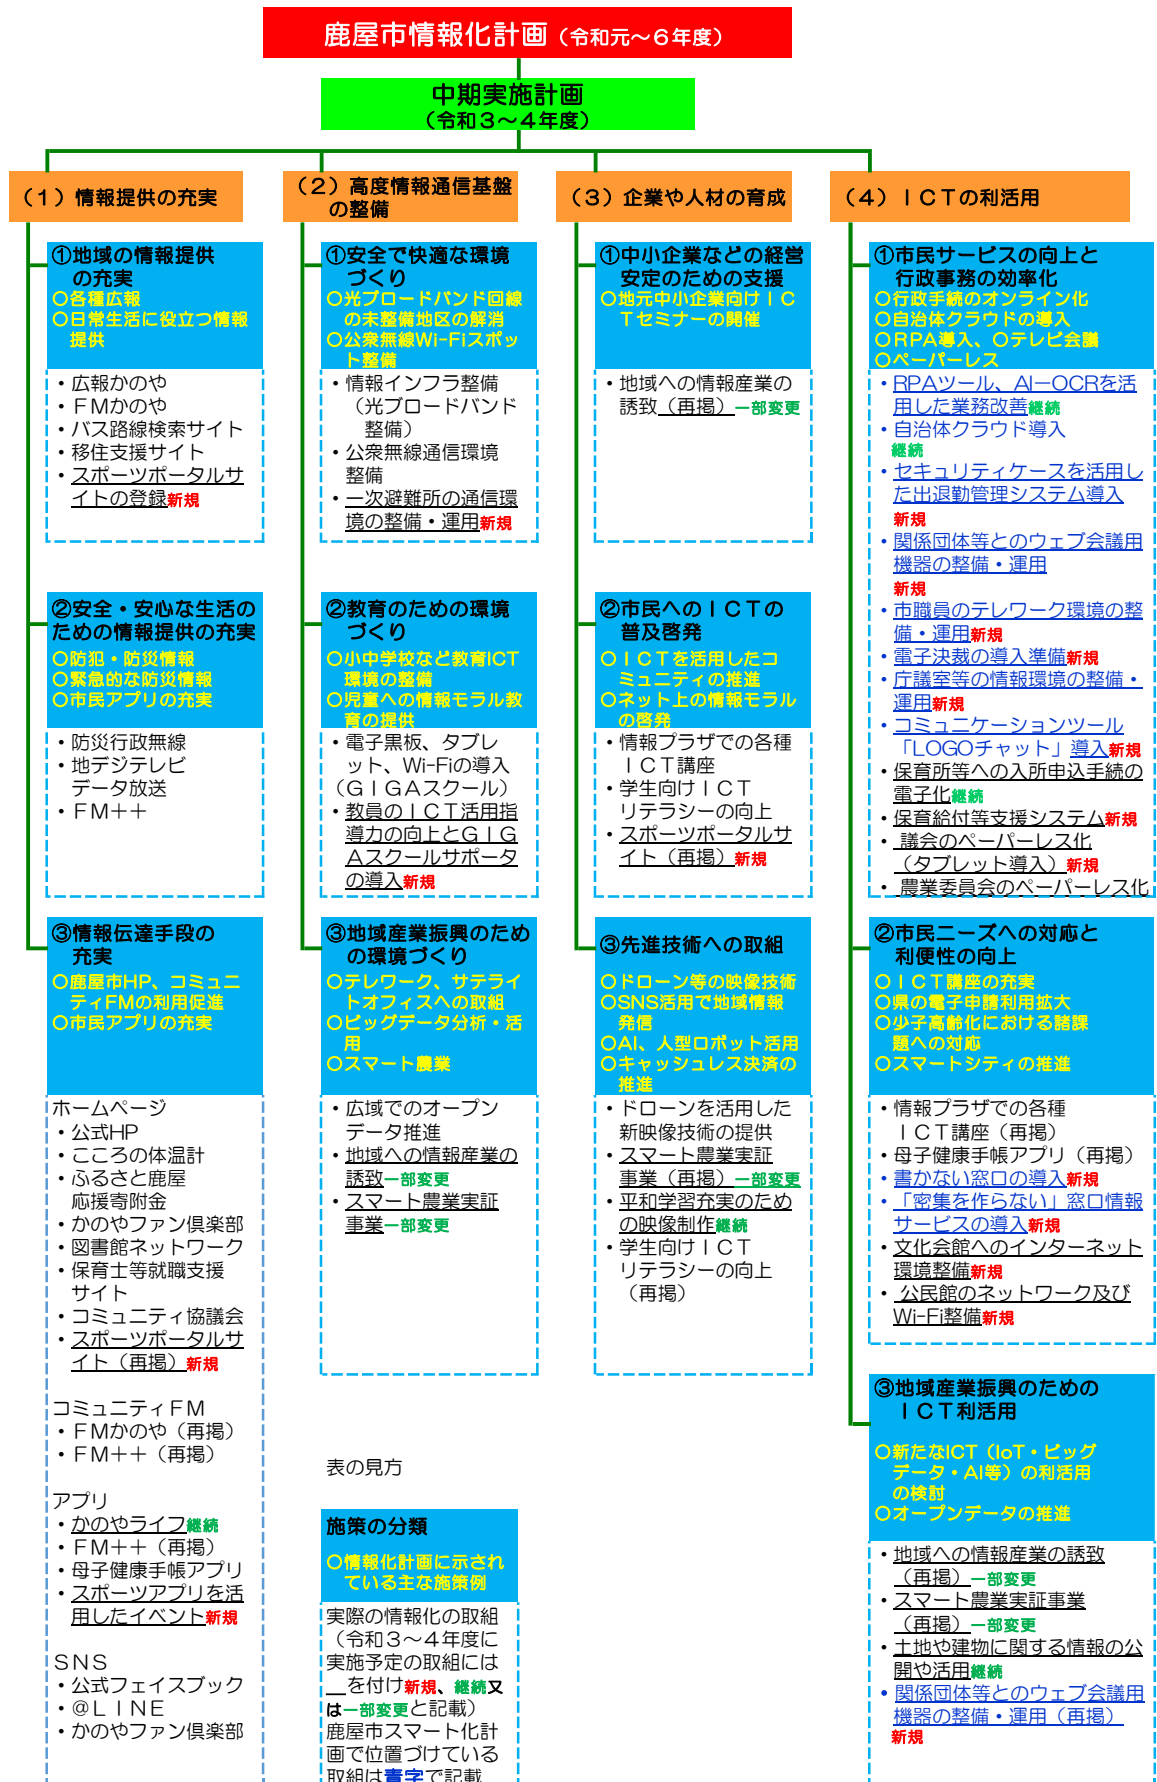 鹿屋市情報化計画（令和元～６年度）
中期実施計画
（令和３～４年度）
（１）情報提供の充実
①地域の情報提供
の充実
〇各種広報
〇日常生活に役立つ情報
提供
・広報かのや
・ＦＭかのや
・バス路線検索サイト
・移住支援サイト
・スポーツポータルサ
イトの登録新規
②安全・安心な生活の
ための情報提供の充実
〇防犯・防災情報
〇緊急的な防災情報
〇市民アプリの充実
・防災行政無線
・地デジテレビ
データ放送
・ＦＭ＋＋
③情報伝達手段の
充実
〇鹿屋市HP、コミュニ
ティFMの利用促進
〇市民アプリの充実
ホームページ
・公式HP
・こころの体温計
・ふるさと鹿屋
応援寄附金
・かのやファン倶楽部
・図書館ネットワーク
・保育士等就職支援
サイト
・コミュニティ協議会
・スポーツポータルサ
イト（再掲）新規
コミュニティＦＭ
・ＦＭかのや（再掲）
・ＦＭ＋＋（再掲）
アプリ
・かのやライフ継続
・ＦＭ＋＋（再掲）
・母子健康手帳アプリ
・スポーツアプリを活
用したイベント新規
ＳＮＳ
・公式フェイスブック
・＠ＬＩＮＥ
・かのやファン倶楽部
（２）高度情報通信基盤
の整備
①安全で快適な環境
づくり
〇光ブロードバンド回線
の未整備地区の解消
〇公衆無線Wi-Fiスポッ
ト整備
・情報インフラ整備
（光ブロードバンド
整備）
・公衆無線通信環境
整備
・一次避難所の通信環
境の整備・運用新規
②教育のための環境
づくり
〇小中学校など教育ICT
環境の整備
〇児童への情報モラル教
育の提供
・電子黒板、タブレ
ット、Wi-Fiの導入
（ＧＩＧＡスクール）
・教員のＩＣＴ活用指
導力の向上とＧＩＧ
Ａスクールサポータ
の導入新規
③地域産業振興のため
の環境づくり
〇テレワーク、サテライ
トオフィスへの取組
〇ビッグデータ分析・活
用
〇スマート農業
・広域でのオープン
データ推進
・地域への情報産業の
誘致一部変更
・スマート農業実証
事業一部変更
表の見方
施策の分類
〇情報化計画に示され
ている主な施策例
実際の情報化の取組
（令和３～４年度に
実施予定の取組には
＿を付け新規、継続又
は一部変更と記載）
鹿屋市スマート化計
画で位置づけている
取組は青字で記載
（３）企業や人材の育成
①中小企業などの経営
安定のための支援
〇地元中小企業向けＩＣ
Ｔセミナーの開催
・地域への情報産業の
誘致（再掲）一部変更
②市民へのＩＣＴの
普及啓発
〇ＩＣＴを活用したコ
ミュニティの推進
〇ネット上の情報モラル
の啓発
・情報プラザでの各種
ＩＣＴ講座
・学生向けＩＣＴ
リテラシーの向上
・スポーツポータルサ
イト（再掲）新規
③先進技術への取組
〇ドローン等の映像技術
〇SNS活用で地域情報
発信
〇AI、人型ロボット活用
〇キャッシュレス決済の
推進
・ドローンを活用した
新映像技術の提供
・スマート農業実証
事業（再掲）一部変更
・平和学習充実のため
の映像制作継続
・学生向けＩＣＴ
リテラシーの向上
（再掲）
（４）ＩＣＴの利活用
①市民サービスの向上と
行政事務の効率化
〇行政手続のオンライン化
〇自治体クラウドの導入
〇ＲＰＡ導入、〇テレビ会議
〇ペーパーレス
・RPAツール、AI－OCRを活
用した業務改善継続
・自治体クラウド導入
継続
・セキュリティケースを活用し
た出退勤管理システム導入
新規
・関係団体等とのウェブ会議用
機器の整備・運用
新規
・市職員のテレワーク環境の整
備・運用新規
・電子決裁の導入準備新規
・庁議室等の情報環境の整備・
運用新規
・コミュニケーションツール
「LOGOチャット」導入新規
・保育所等への入所申込手続の
電子化継続
・保育給付等支援システム新規
・議会のペーパーレス化
（タブレット導入）新規
・農業委員会のペーパーレス化
②市民ニーズへの対応と
利便性の向上
〇ＩＣＴ講座の充実
〇県の電子申請利用拡大
〇少子高齢化における諸課
題への対応
〇スマートシティの推進
・情報プラザでの各種
ＩＣＴ講座（再掲）
・母子健康手帳アプリ（再掲）
・書かない窓口の導入新規
・「密集を作らない」窓口情報
サービスの導入新規
・文化会館へのインターネット
環境整備新規
・公民館のネットワーク及び
Wi-Fi整備新規
③地域産業振興のための
ＩＣＴ利活用
〇新たなICT（IoT・ビッグ
データ・AI等）の利活用
の検討
〇オープンデータの推進
・地域への情報産業の誘致
（再掲）一部変更
・スマート農業実証事業
（再掲）一部変更
・土地や建物に関する情報の公
開や活用継続
・関係団体等とのウェブ会議用
機器の整備・運用（再掲）
新規